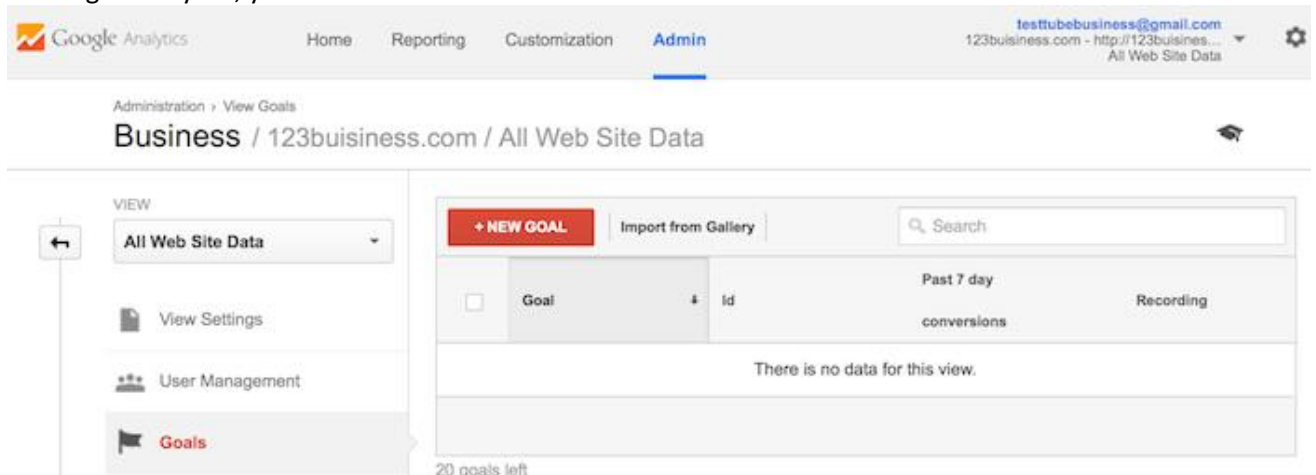 Google Analytics
Home Reporting Customization Admin
testtubebusiness@gmail.com
123buisiness.com - http://123buisines...
All Web Site Data
Administration › View Goals
Business / 123buisiness.com / All Web Site Data
VIEW
All Web Site Data
View Settings
User Management
Goals
+ NEW GOAL Import from Gallery Search
Goal Id Past 7 day conversions Recording
There is no data for this view.
20 goals left